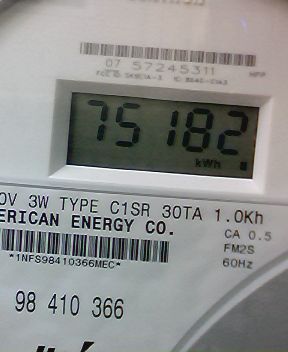 07 57245311
75182
kWh
0V 3W TYPE C1SR 30TA 1.0Kh
ERICAN ENERGY CO.
CA 0.5
FM2S
*1NFS98410366MEC*
60Hz
98 410 366